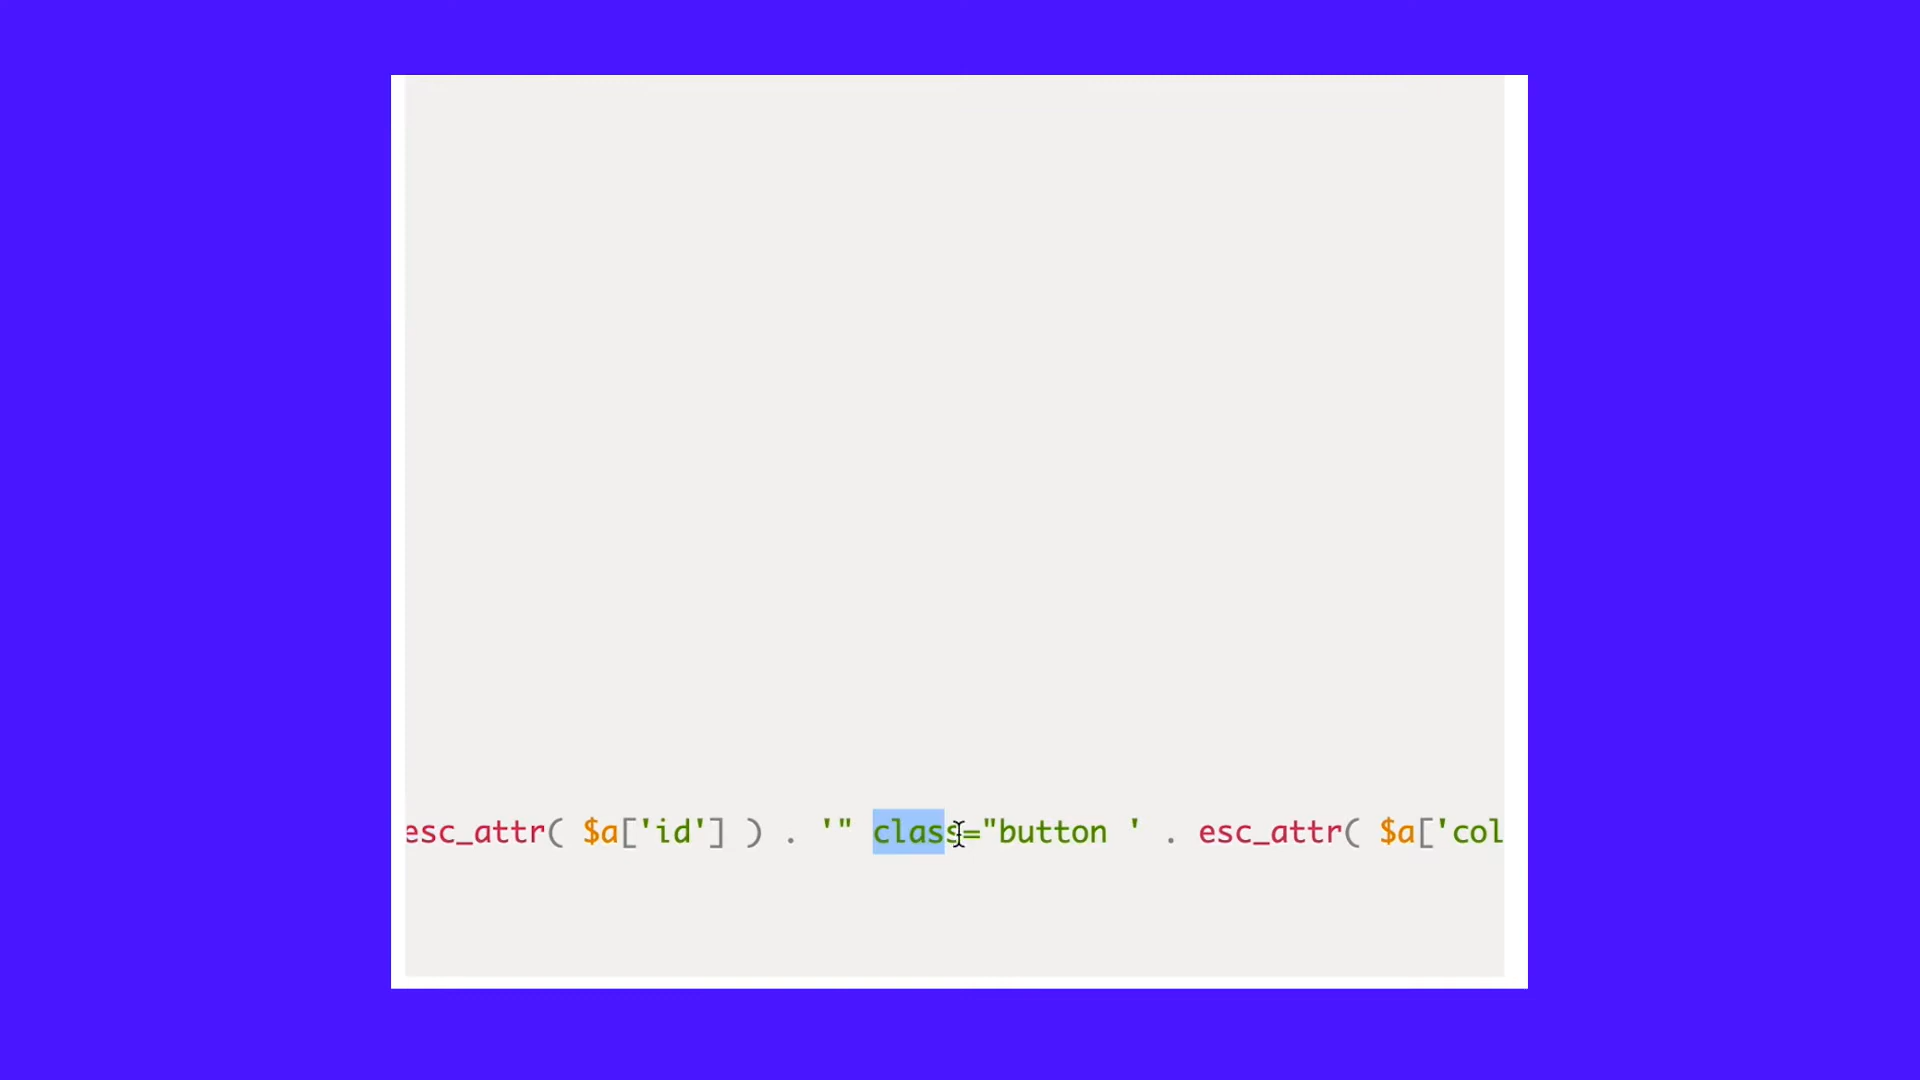 esc_attr( $a['id'] ) . '" class="button ' . esc_attr( $a['col